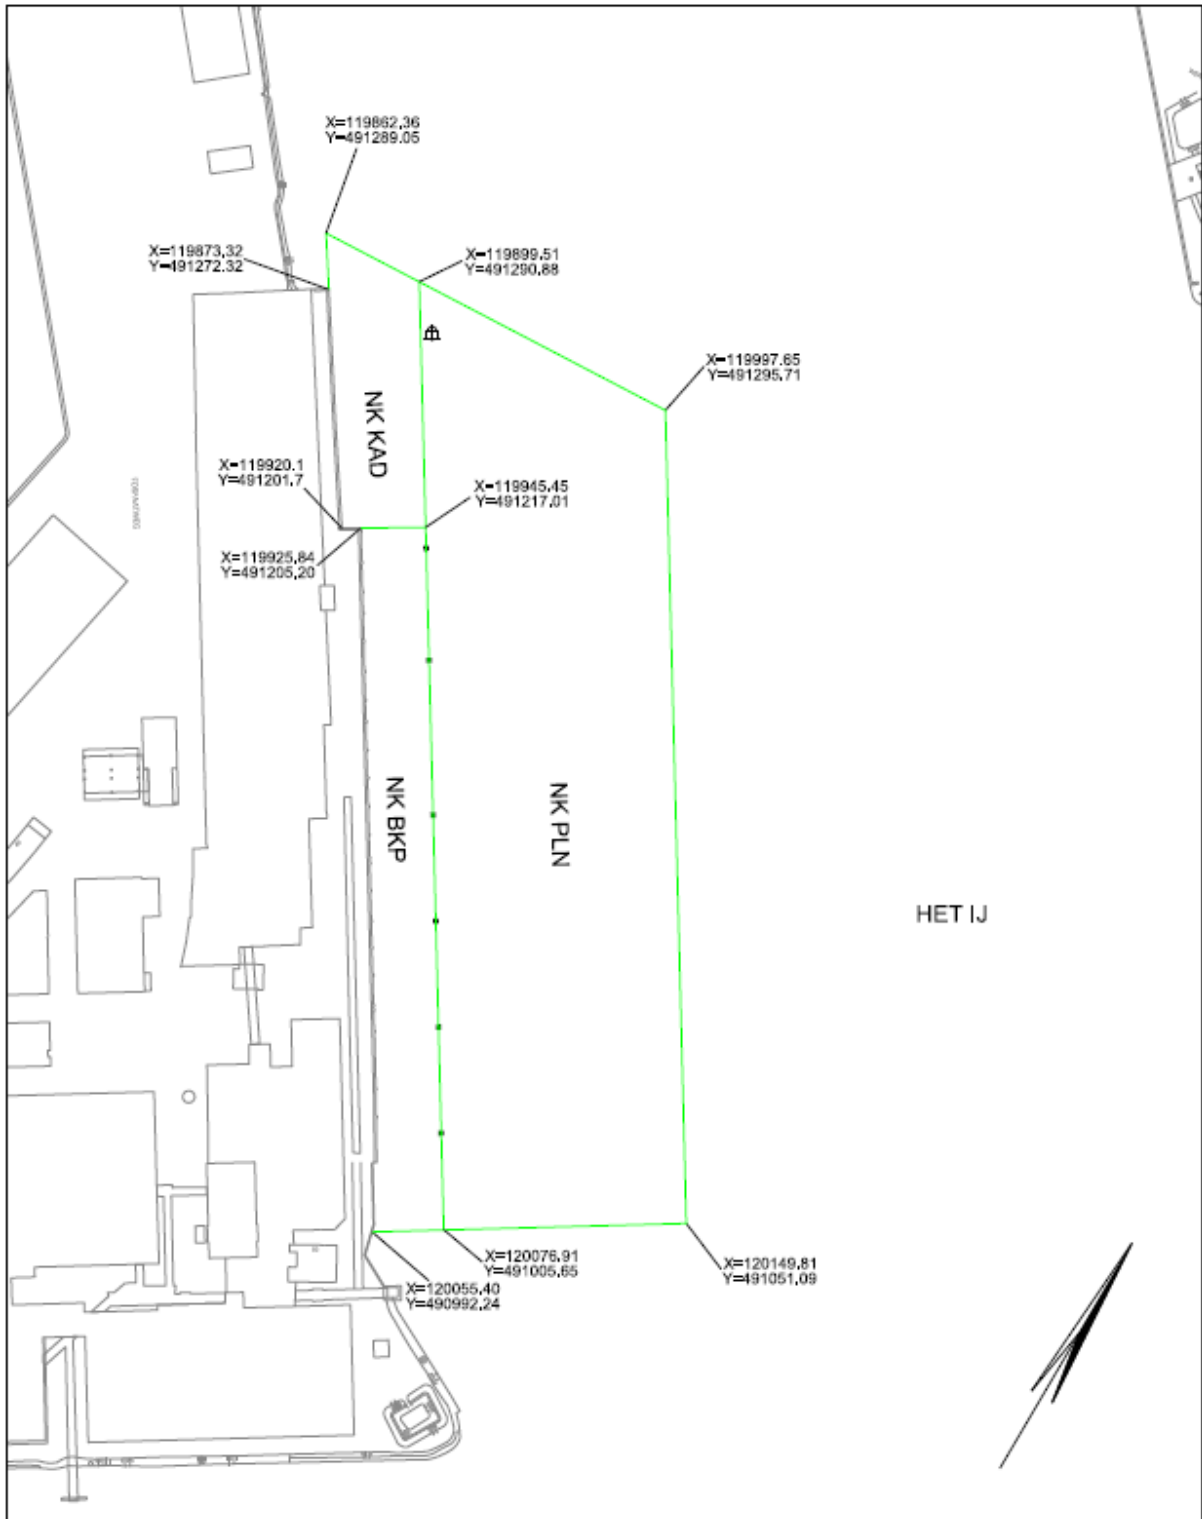 X=119862,36
Y=491289.05
X=119873,32
Y=491272.32
X=119899.51
Y=491290,88
X=119997.65
Y=491295.71
NK KAD
X=119920.1
Y=491201.7
X=119945.45
Y=491217.01
X=119925,84
Y=491205,20
NK BKP
NK PLN
HET IJ
X=120076.91
Y=491005.65
X=120149.81
Y=491051,09
X=120055.40
Y=490992,24